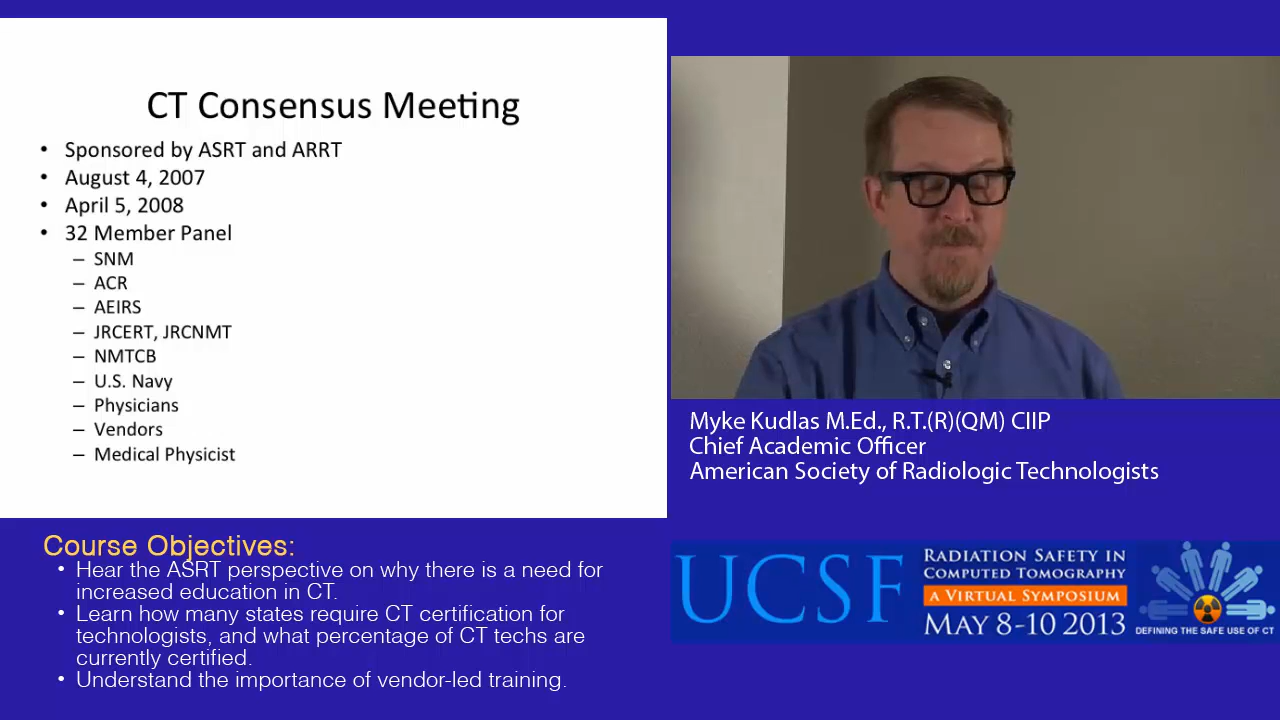 CT Consensus Meeting
• Sponsored by ASRT and ARRT
• August 4, 2007
• April 5, 2008
• 32 Member Panel
– SNM
– ACR
– AEIRS
– JRCERT, JRCNMT
– NMTCB
– U.S. Navy
– Physicians
– Vendors
– Medical Physicist
Myke Kudlas M.Ed., R.T.(R)(QM) CIIP
Chief Academic Officer
American Society of Radiologic Technologists
Course Objectives:
• Hear the ASRT perspective on why there is a need for
increased education in CT.
• Learn how many states require CT certification for
technologists, and what percentage of CT techs are
currently certified.
• Understand the importance of vendor-led training.
UCSF
RADIATION SAFETY IN
COMPUTED TOMOGRAPHY
A VIRTUAL SYMPOSIUM
MAY 8-10 2013
DEFINING THE SAFE USE OF CT